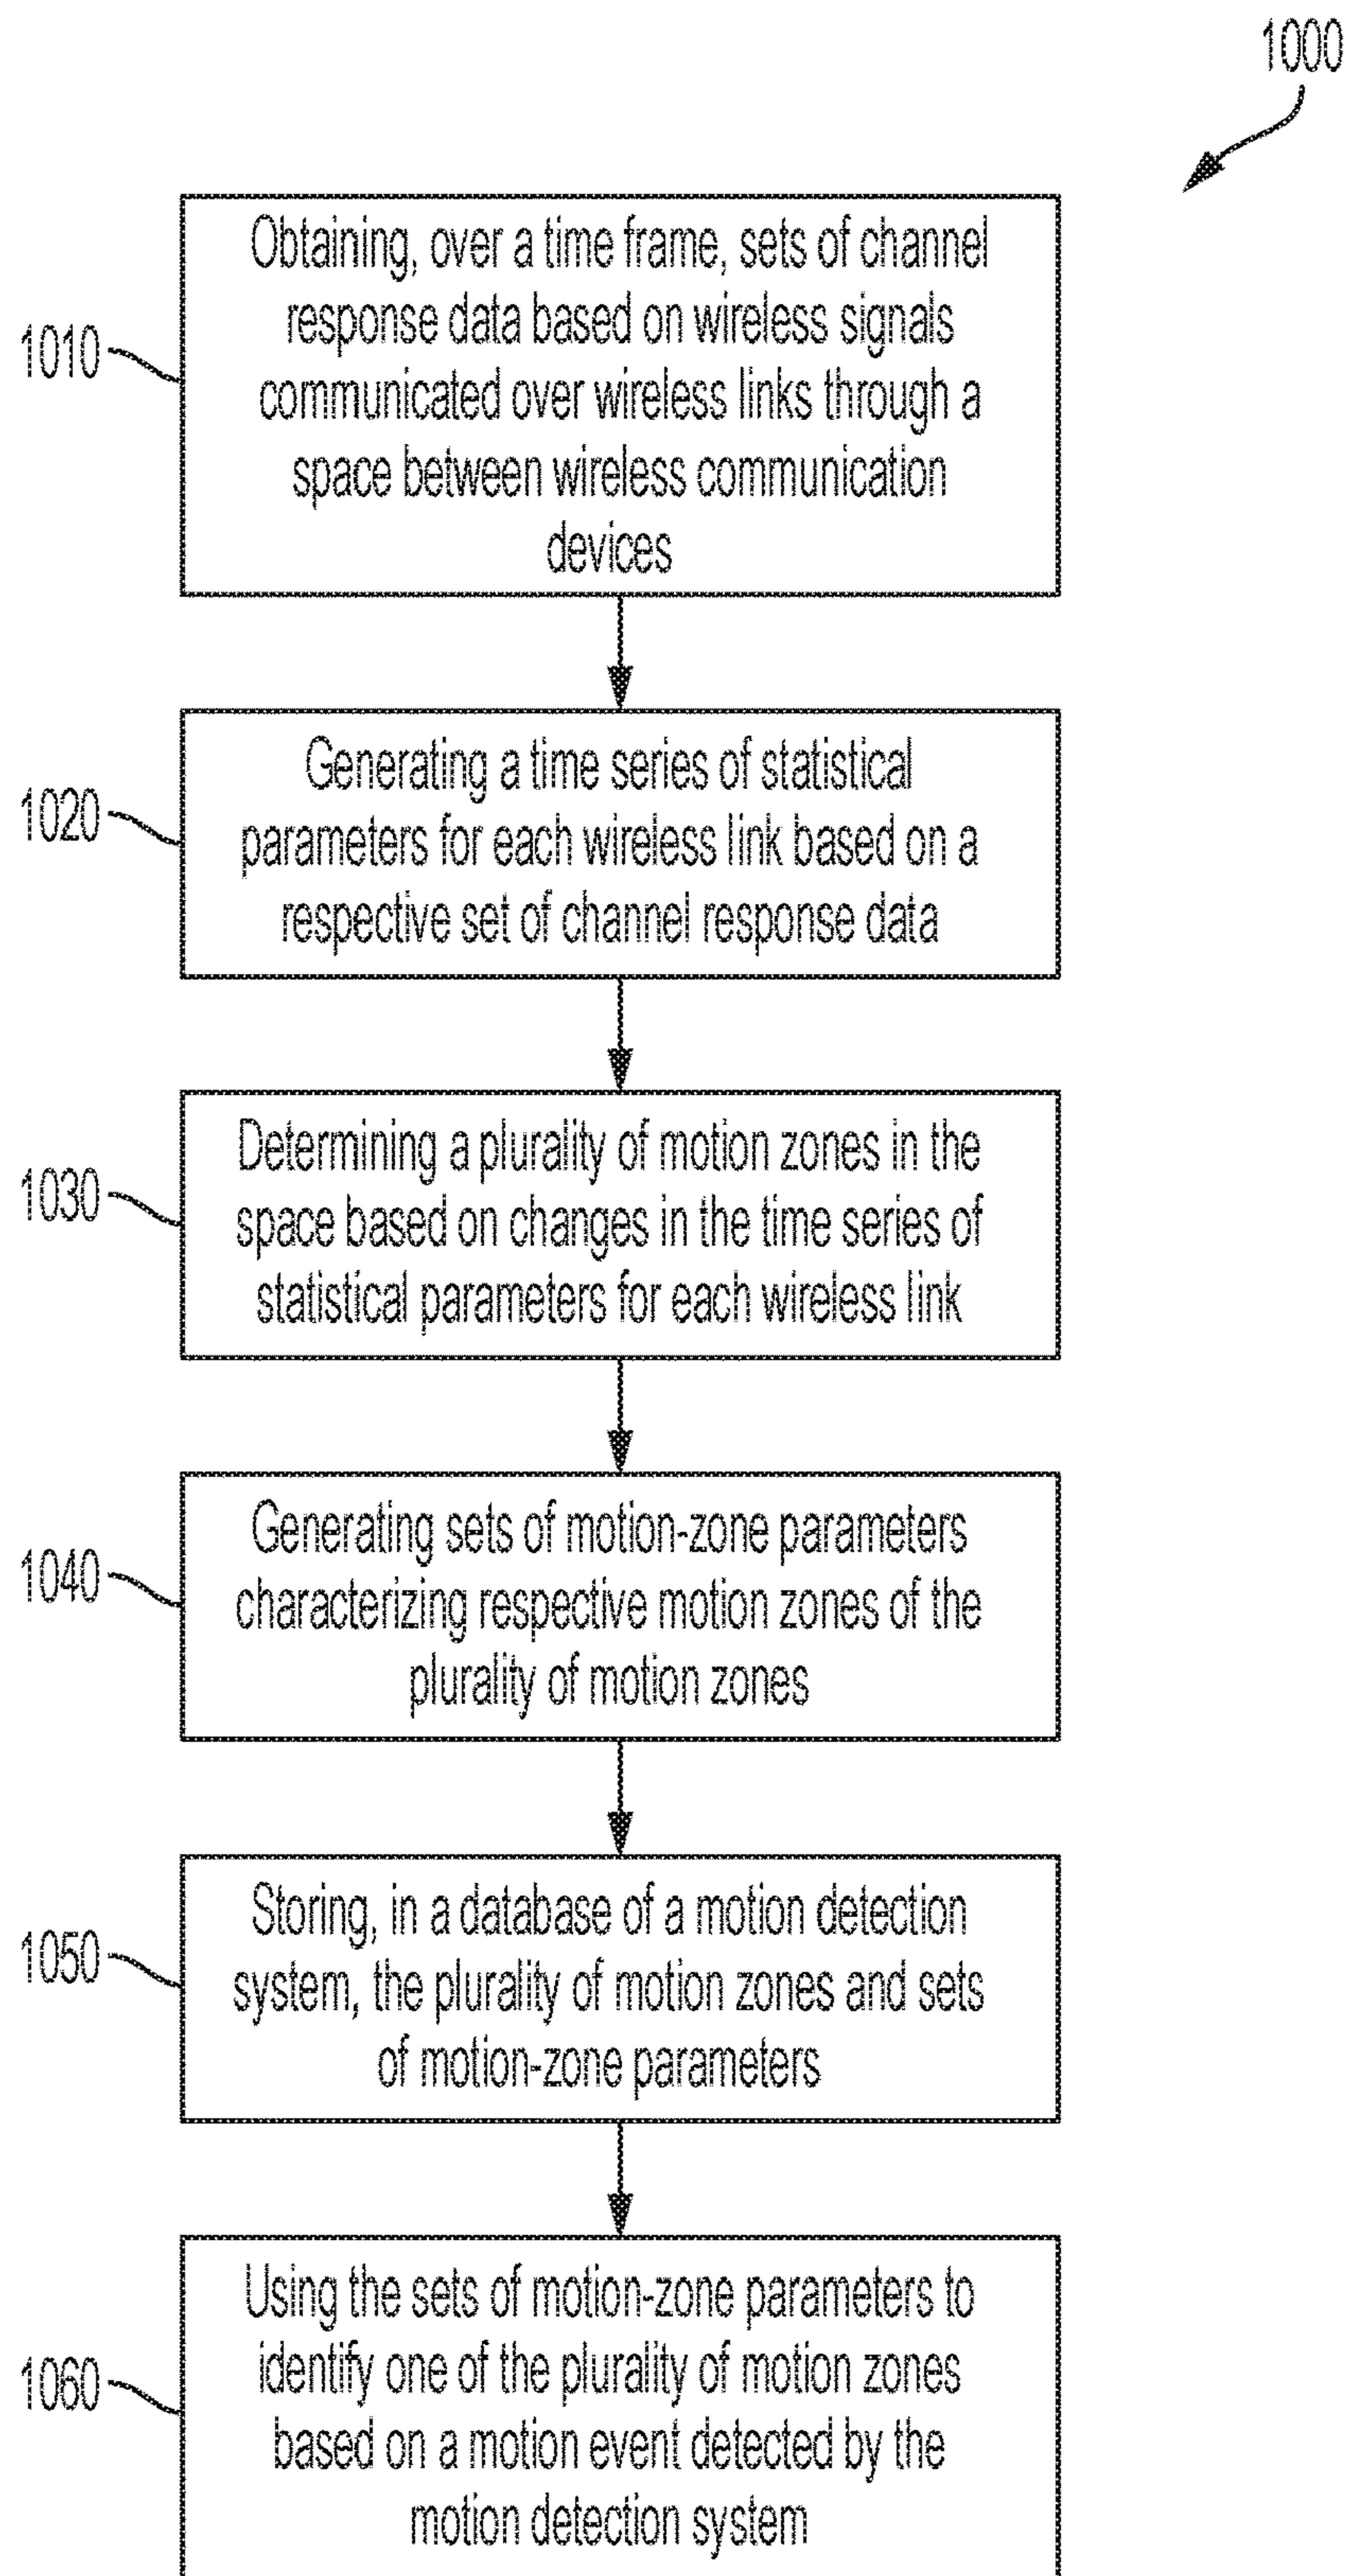 1000
1010
Obtaining, over a time frame, sets of channel
response data based on wireless signals
communicated over wireless links through a
space between wireless communication
devices
1020
Generating a time series of statistical
parameters for each wireless link based on a
respective set of channel response data
1030
Determining a plurality of motion zones in the
space based on changes in the time series of
statistical parameters for each wireless link
1040
Generating sets of motion-zone parameters
characterizing respective motion zones of the
plurality of motion zones
1050
Storing, in a database of a motion detection
system, the plurality of motion zones and sets
of motion-zone parameters
1060
Using the sets of motion-zone parameters to
identify one of the plurality of motion zones
based on a motion event detected by the
motion detection system